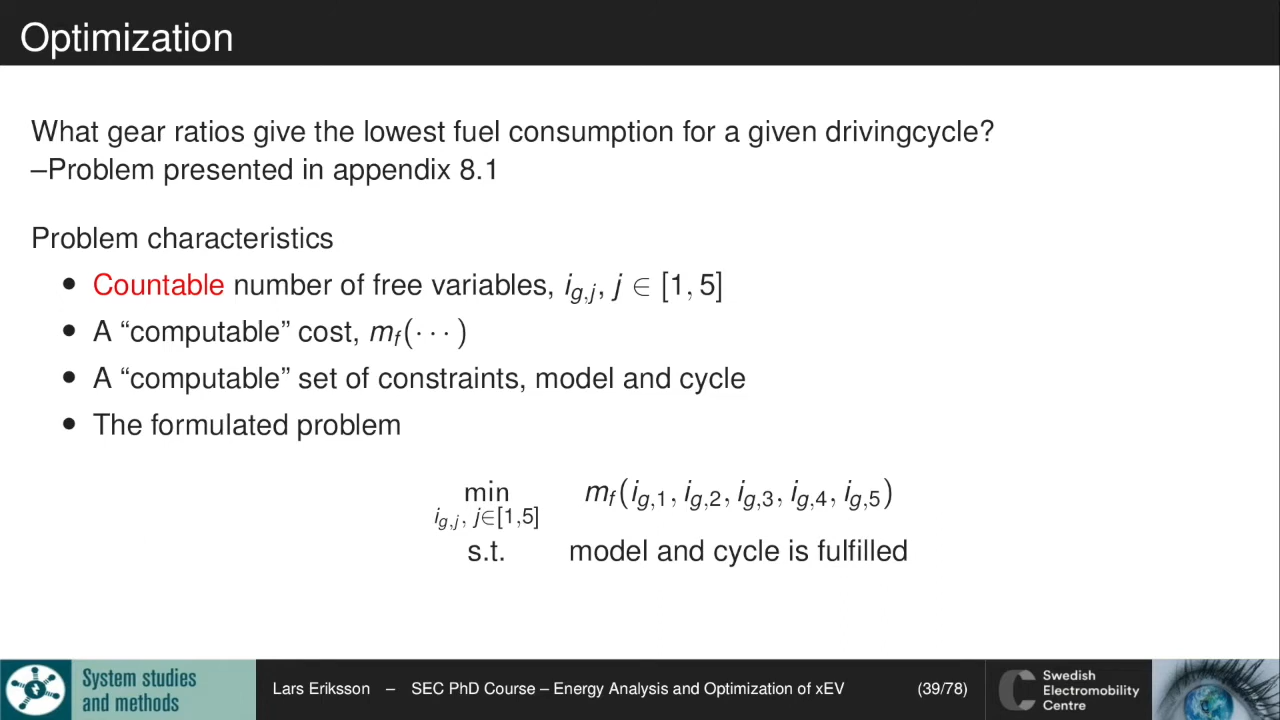 Optimization
What gear ratios give the lowest fuel consumption for a given drivingcycle?
–Problem presented in appendix 8.1
Problem characteristics
• Countable number of free variables, i_{g,j}, j ∈ [1, 5]
• A “computable” cost, m_f(· · · )
• A “computable” set of constraints, model and cycle
• The formulated problem
min m_f(i_{g,1}, i_{g,2}, i_{g,3}, i_{g,4}, i_{g,5})
i_{g,j}, j∈[1,5]
s.t. model and cycle is fulfilled
System studies
and methods
Lars Eriksson – SEC PhD Course – Energy Analysis and Optimization of xEV (39/78)
Swedish
Electromobility
Centre